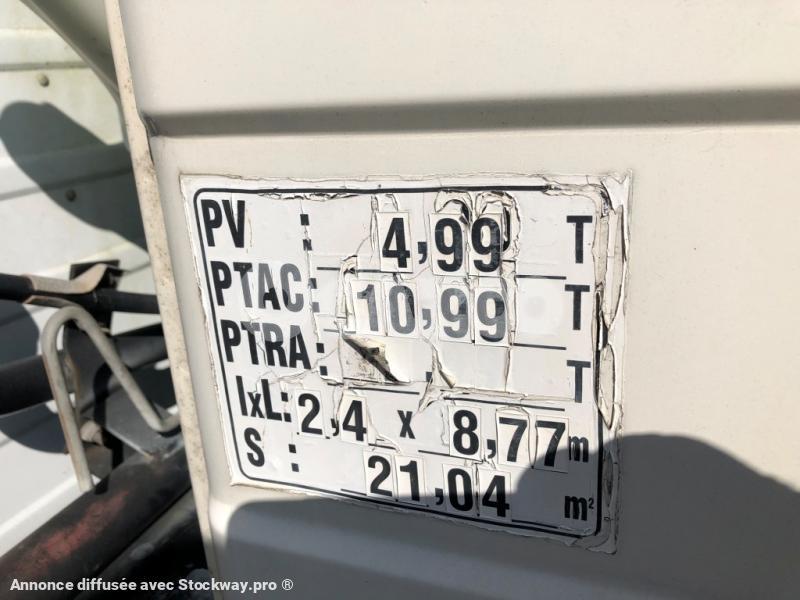 PV : 4,99 T
PTAC: 10,99 T
PTRA: , T
lxL: 2,4 x 8,77 m
S : 21,04 m²
Annonce diffusée avec Stockway.pro ®